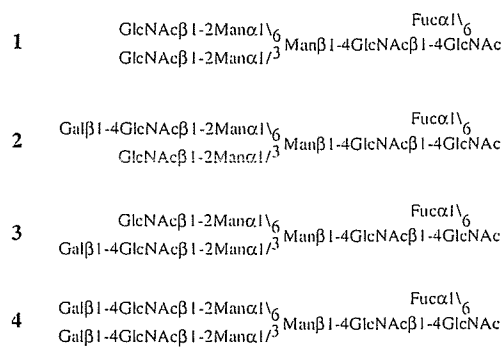 Fucα1\
GlcNAcβ1-2Manα1\6 6
1 Manβ1-4GlcNAcβ1-4GlcNAc
GlcNAcβ1-2Manα1/3
Fucα1\
Galβ1-4GlcNAcβ1-2Manα1\6 6
2 Manβ1-4GlcNAcβ1-4GlcNAc
GlcNAcβ1-2Manα1/3
Fucα1\
GlcNAcβ1-2Manα1\6 6
3 Manβ1-4GlcNAcβ1-4GlcNAc
Galβ1-4GlcNAcβ1-2Manα1/3
Fucα1\
Galβ1-4GlcNAcβ1-2Manα1\6 6
4 Manβ1-4GlcNAcβ1-4GlcNAc
Galβ1-4GlcNAcβ1-2Manα1/3